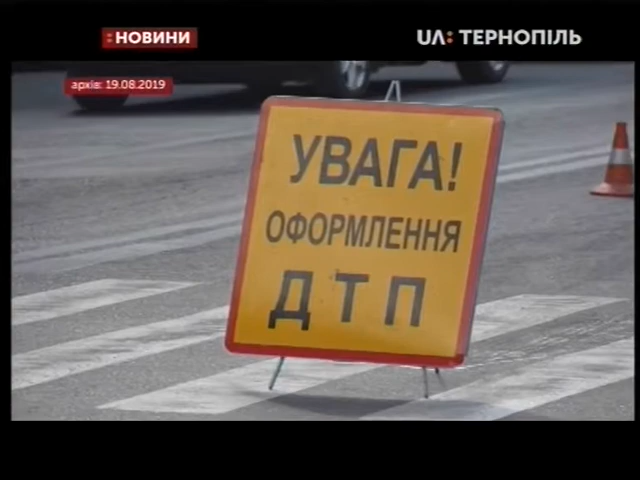 :НОВИНИ
UA: ТЕРНОПІЛЬ
архів: 19.08.2019
УВАГА!
ОФОРМЛЕННЯ
ДТП